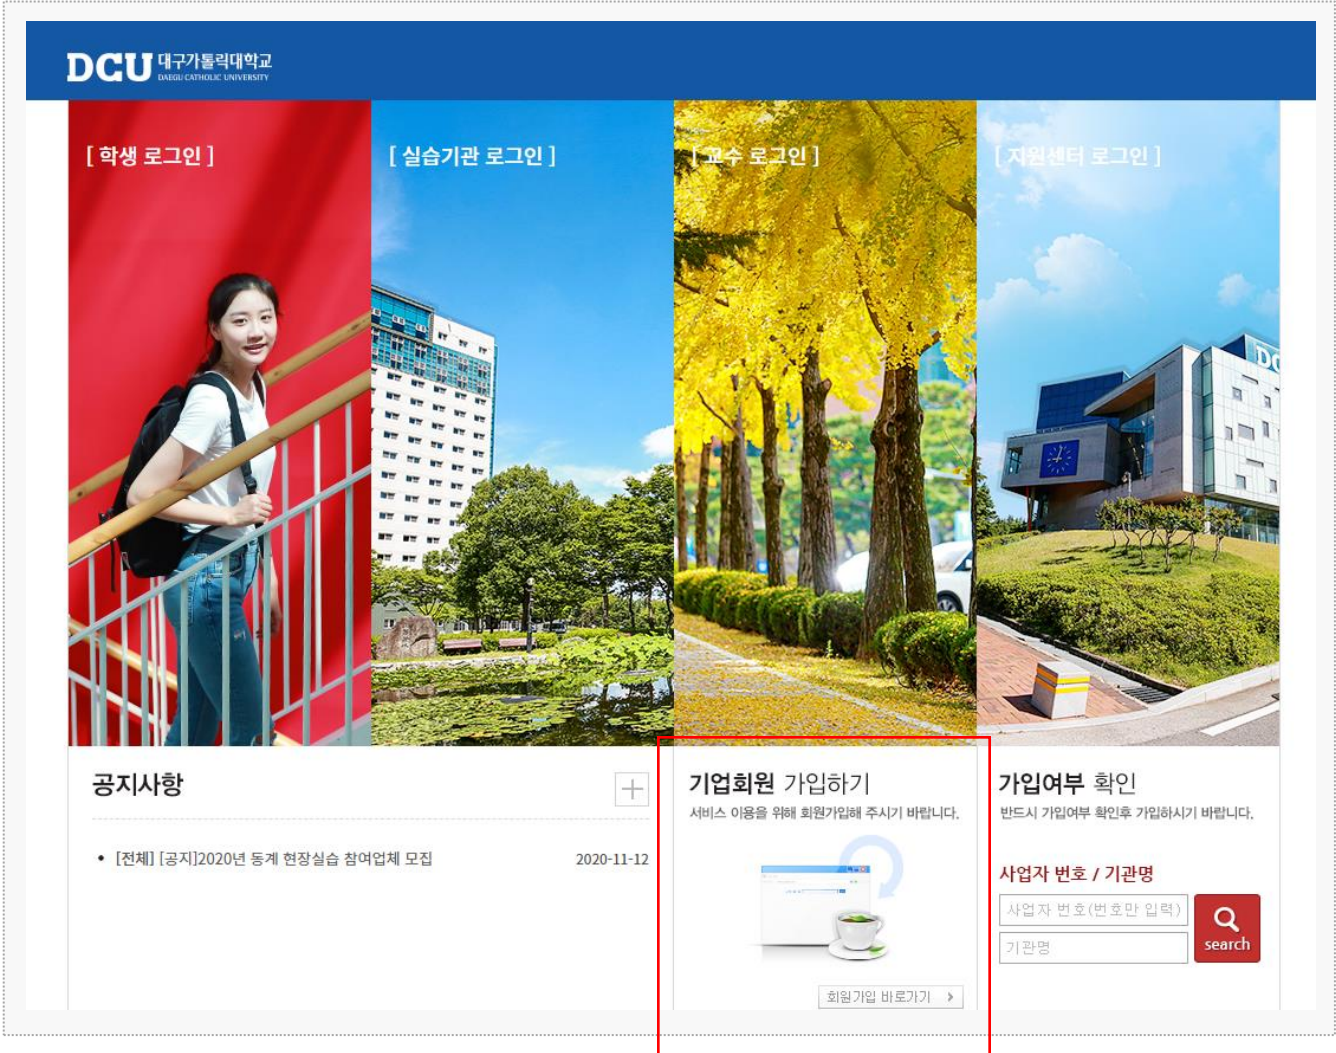 DCU 대구가톨릭대학교
DAEGU CATHOLIC UNIVERSITY
[ 학생 로그인 ]
[ 실습기관 로그인 ]
[ 교수 로그인 ]
[ 지원센터 로그인 ]
DC
공지사항
• [전체] [공지]2020년 동계 현장실습 참여업체 모집 2020-11-12
기업회원 가입하기
서비스 이용을 위해 회원가입해 주시기 바랍니다.
회원가입 바로가기 >
가입여부 확인
반드시 가입여부 확인후 가입하시기 바랍니다.
사업자 번호 / 기관명
사업자 번호(번호만 입력)
기관명
search